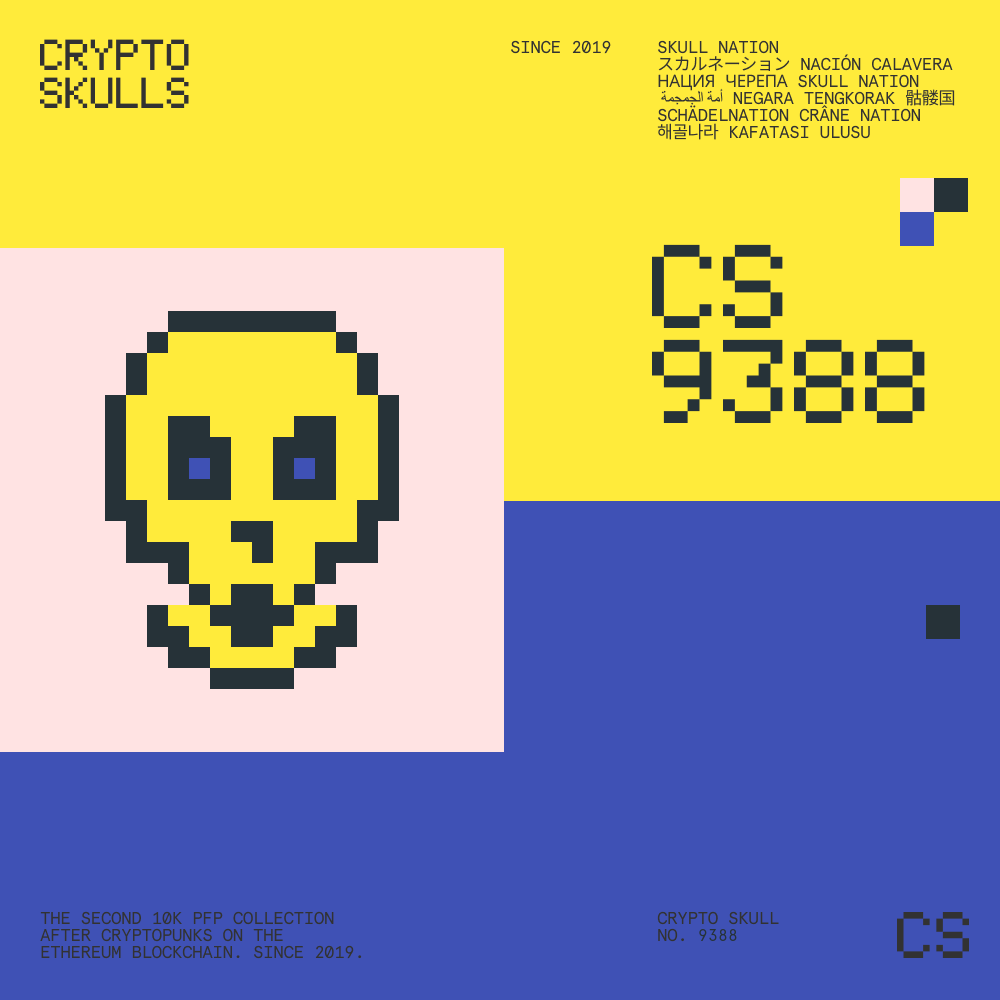 CRYPTO
SKULLS
SINCE 2019
SKULL NATION
スカルネーション NACIÓN CALAVERA
НАЦИЯ ЧЕРЕПА SKULL NATION
أمة الجمجمة NEGARA TENGKORAK 骷髅国
SCHÄDELNATION CRÂNE NATION
해골나라 KAFATASI ULUSU
CS
9388
THE SECOND 10K PFP COLLECTION
AFTER CRYPTOPUNKS ON THE
ETHEREUM BLOCKCHAIN. SINCE 2019.
CRYPTO SKULL
NO. 9388
CS